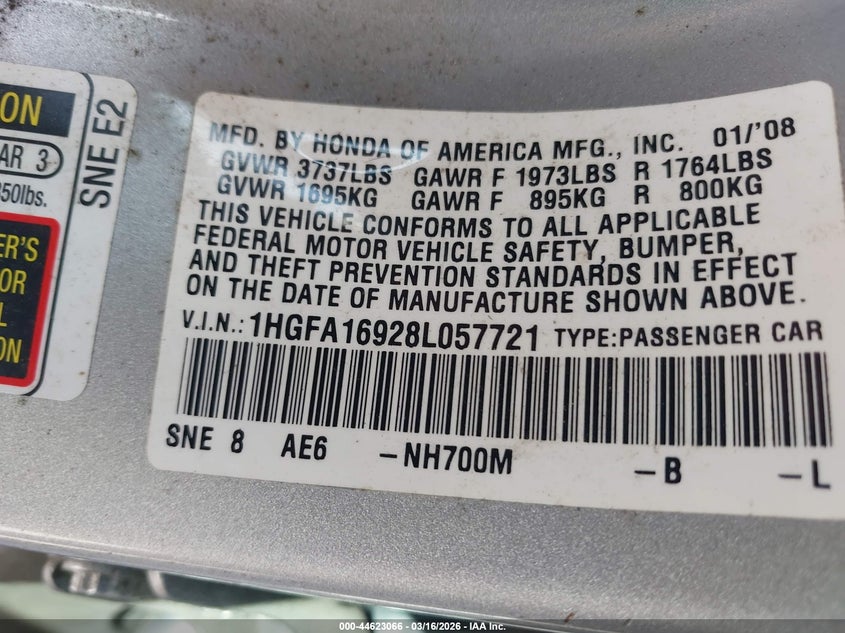 ON
AR 3
50lbs.
SNE E2
ER'S
OR
L
ON
MFD. BY HONDA OF AMERICA MFG., INC. 01/'08
GVWR 3737LBS GAWR F 1973LBS R 1764LBS
GVWR 1695KG GAWR F 895KG R 800KG
THIS VEHICLE CONFORMS TO ALL APPLICABLE
FEDERAL MOTOR VEHICLE SAFETY, BUMPER,
AND THEFT PREVENTION STANDARDS IN EFFECT
ON THE DATE OF MANUFACTURE SHOWN ABOVE.
V.I.N.: 1HGFA16928L057721 TYPE:PASSENGER CAR
SNE 8 AE6 -NH700M -B -L
000-44623066 - 03/16/2026 - IAA Inc.